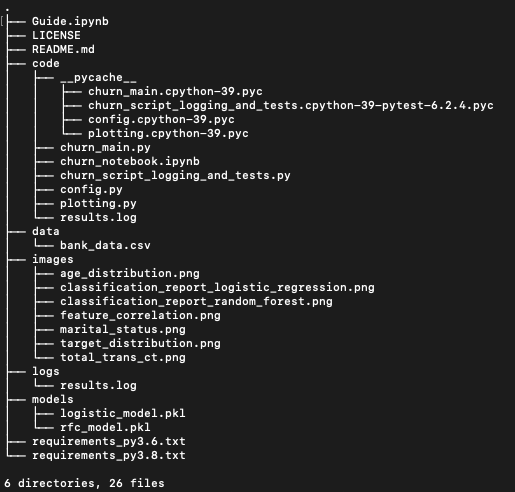 .
├── Guide.ipynb
├── LICENSE
├── README.md
├── code
│   ├── __pycache__
│   │   ├── churn_main.cpython-39.pyc
│   │   ├── churn_script_logging_and_tests.cpython-39-pytest-6.2.4.pyc
│   │   ├── config.cpython-39.pyc
│   │   └── plotting.cpython-39.pyc
│   ├── churn_main.py
│   ├── churn_notebook.ipynb
│   ├── churn_script_logging_and_tests.py
│   ├── config.py
│   ├── plotting.py
│   └── results.log
├── data
│   └── bank_data.csv
├── images
│   ├── age_distribution.png
│   ├── classification_report_logistic_regression.png
│   ├── classification_report_random_forest.png
│   ├── feature_correlation.png
│   ├── marital_status.png
│   ├── target_distribution.png
│   └── total_trans_ct.png
├── logs
│   └── results.log
├── models
│   ├── logistic_model.pkl
│   └── rfc_model.pkl
├── requirements_py3.6.txt
└── requirements_py3.8.txt

6 directories, 26 files